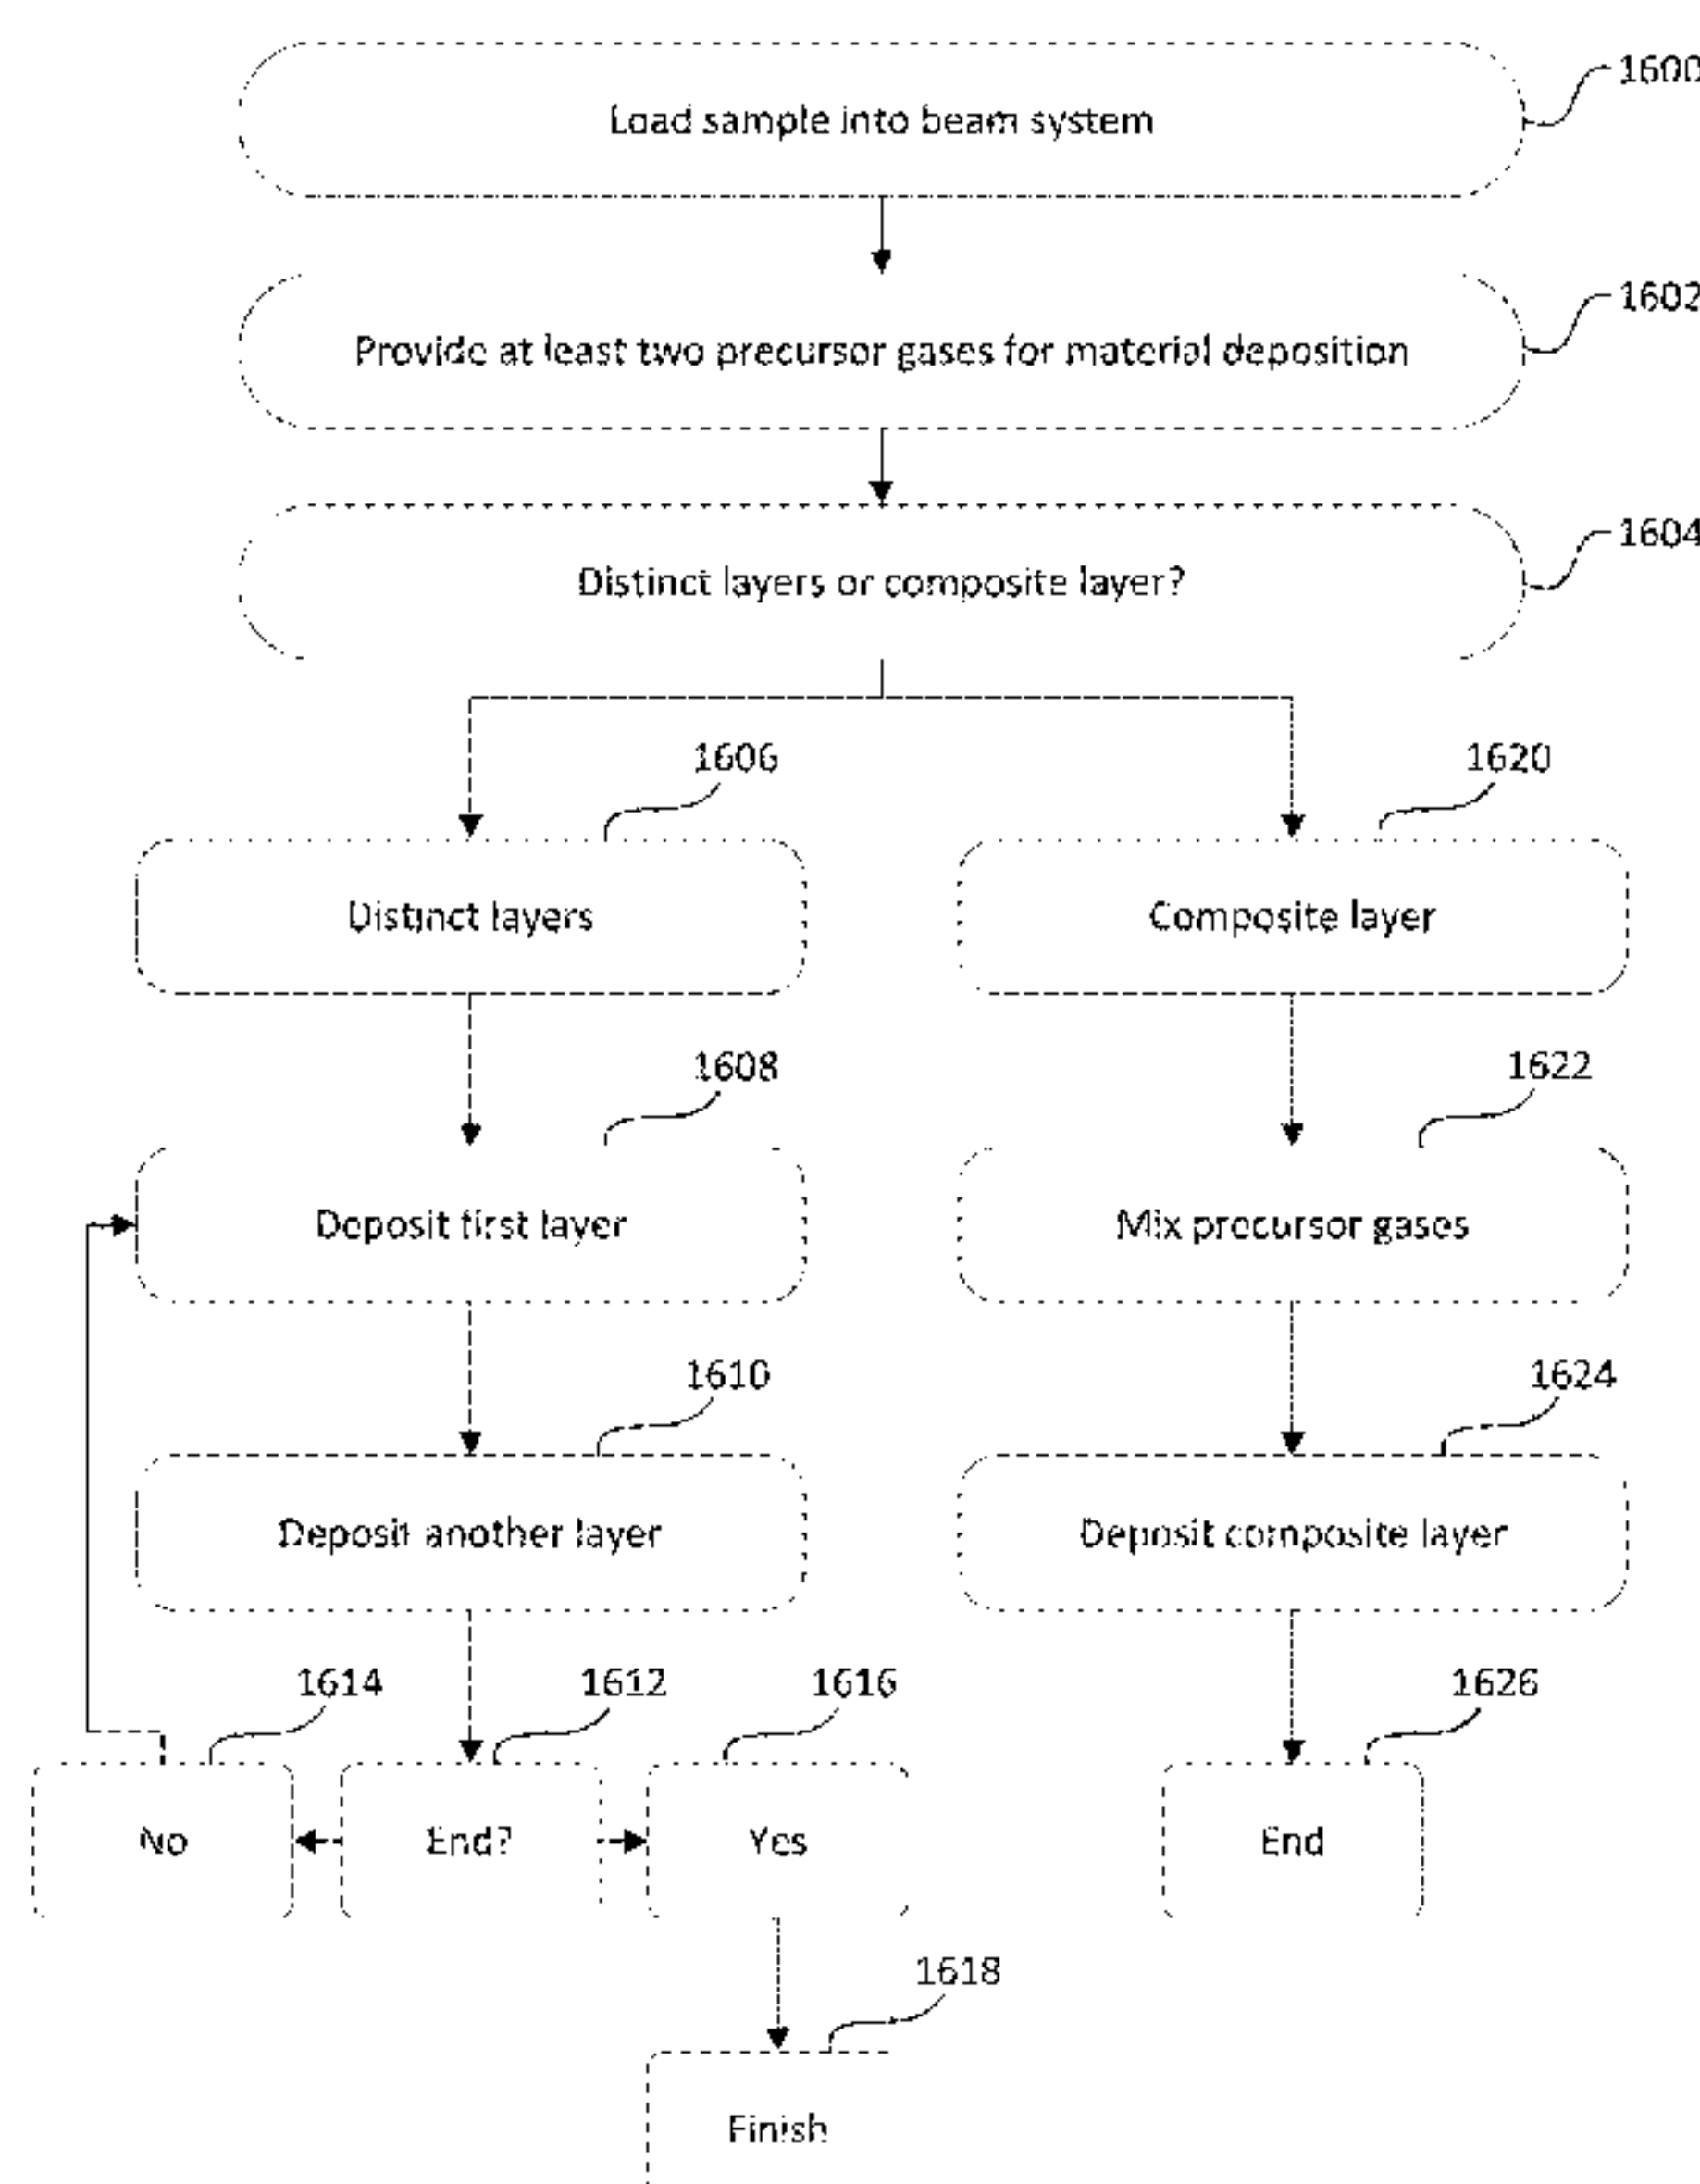 1600
Load sample into beam system
1602
Provide at least two precursor gases for material deposition
1604
Distinct layers or composite layer?
1606
1620
Distinct layers
Composite layer
1608
1622
Deposit first layer
Mix precursor gases
1610
1624
Deposit another layer
Deposit composite layer
1614
1612
1616
1626
No
End?
Yes
End
1618
Finish